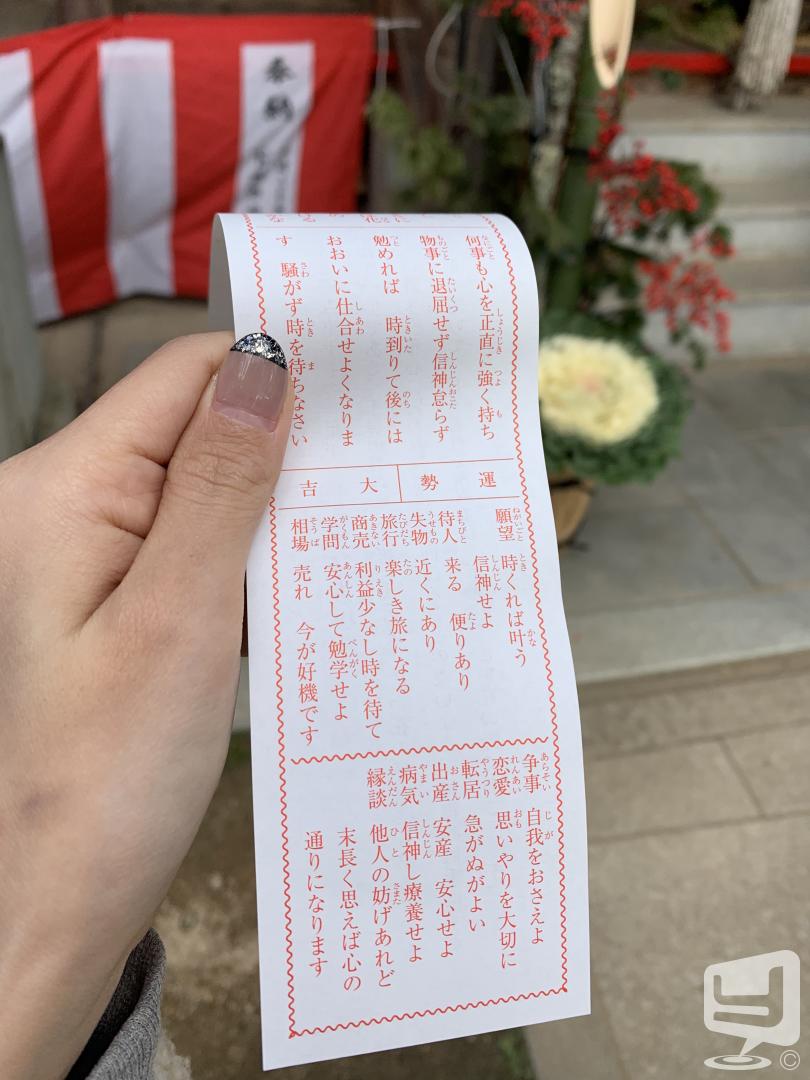 奉納
何事も心を正直に強く持ち
物事に退屈せず信神怠らず
勉めれば 時到りて後には
おおいに仕合せよくなりま
す 騒がず時を待ちなさい
運勢 大吉
願望 時くれば叶う
信神せよ
待人 来る 便りあり
失物 近くにあり
旅行 楽しき旅になる
商売 利益少なし時を待て
学問 安心して勉学せよ
相場 売れ 今が好機です
争事 自我をおさえよ
恋愛 思いやりを大切に
転居 急がぬがよい
出産 安産 安心せよ
病気 信神し療養せよ
縁談 他人の妨げあれど
末長く思えば心の
通りになります